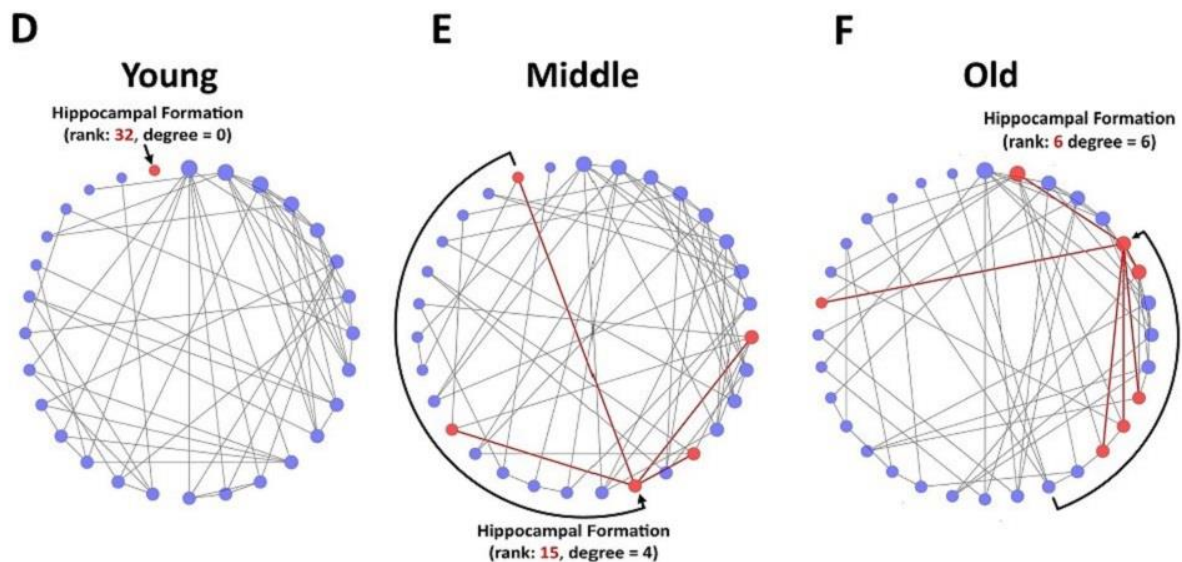 D
Young
Hippocampal Formation
(rank: 32, degree = 0)
E
Middle
Hippocampal Formation
(rank: 15, degree = 4)
F
Old
Hippocampal Formation
(rank: 6 degree = 6)